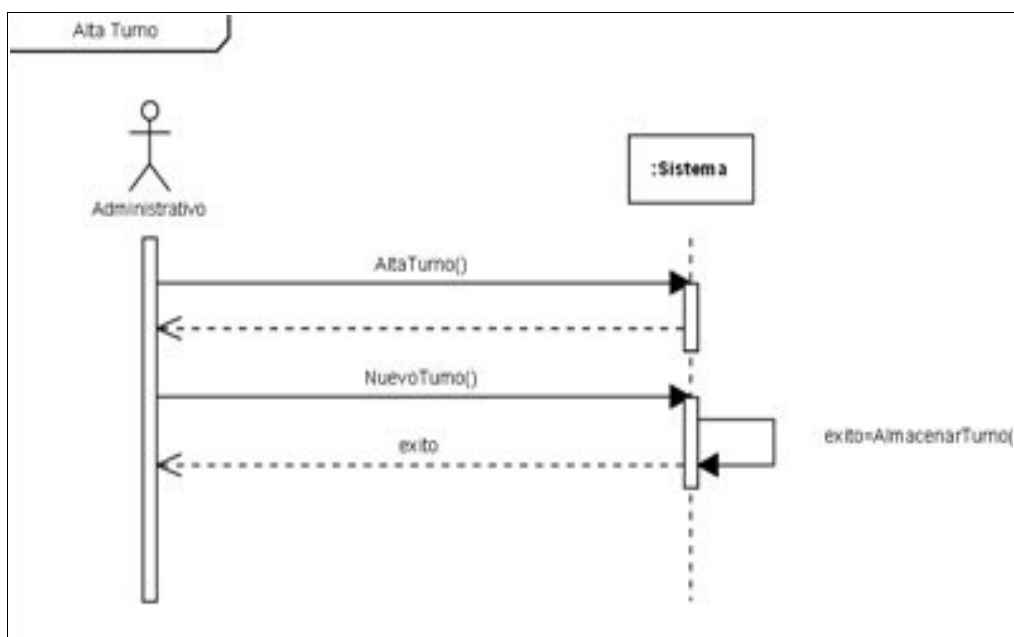 Alta Turno
:Sistema
Administrativo
AltaTurno()
NuevoTurno()
exito=AlmacenarTurno(
exito